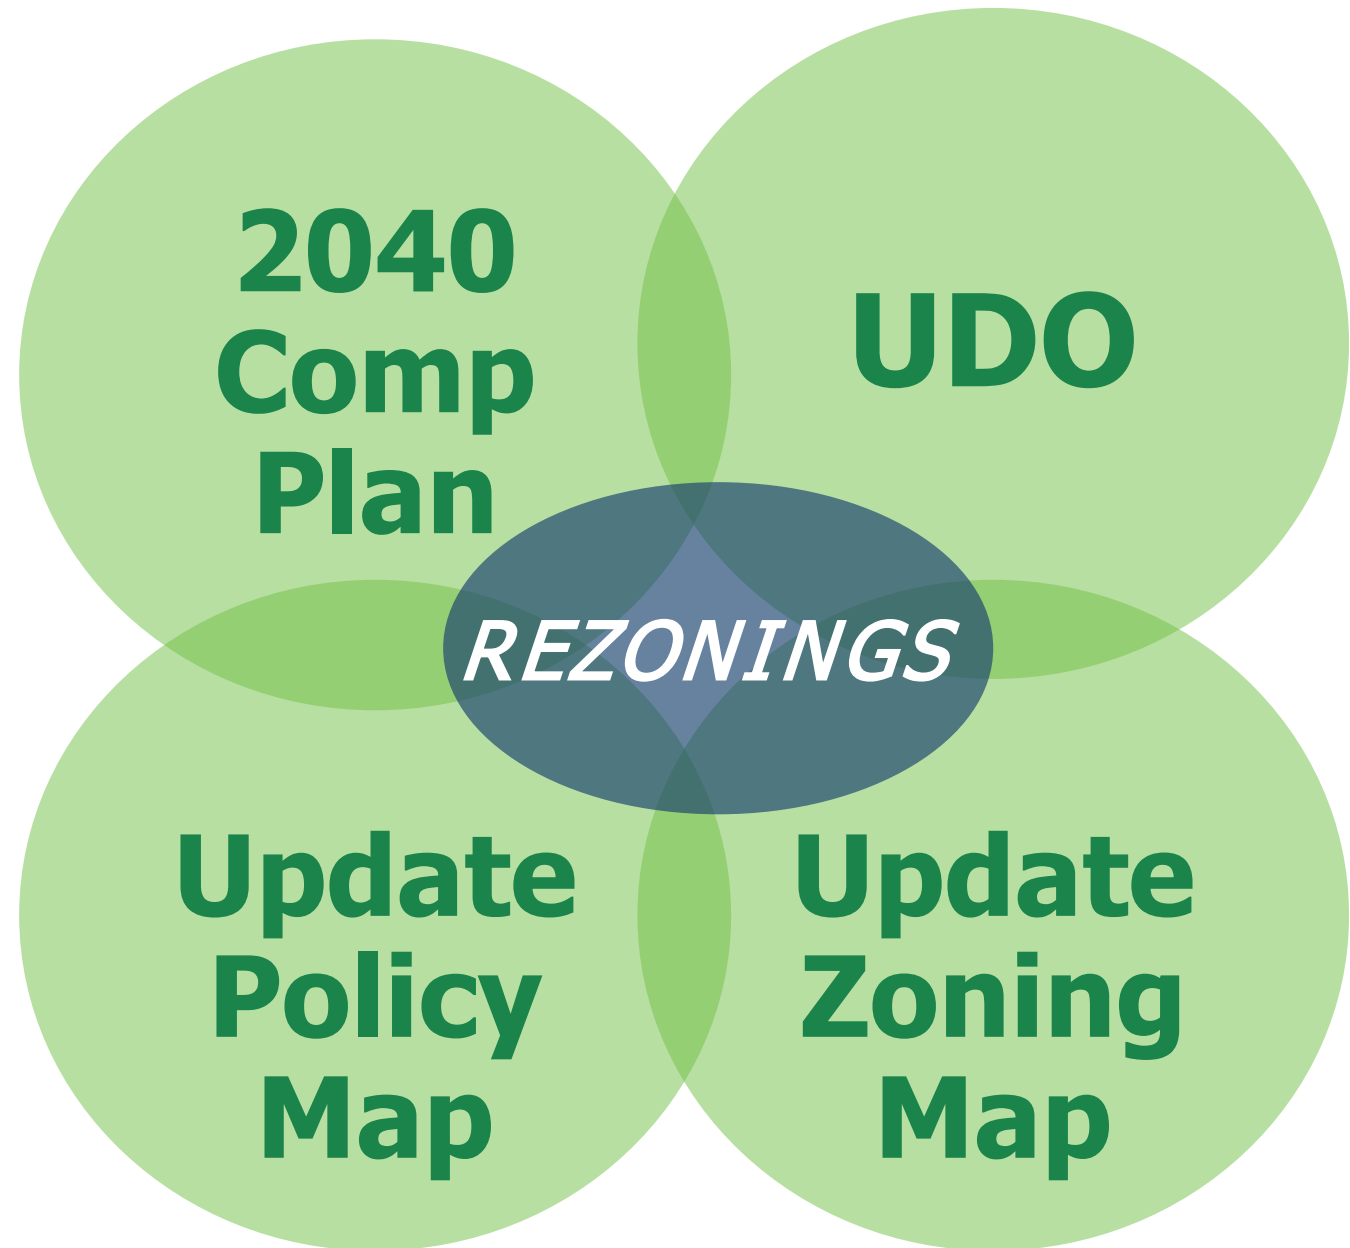 2040
Comp
Plan
UDO
REZONINGS
Update
Policy
Map
Update
Zoning
Map